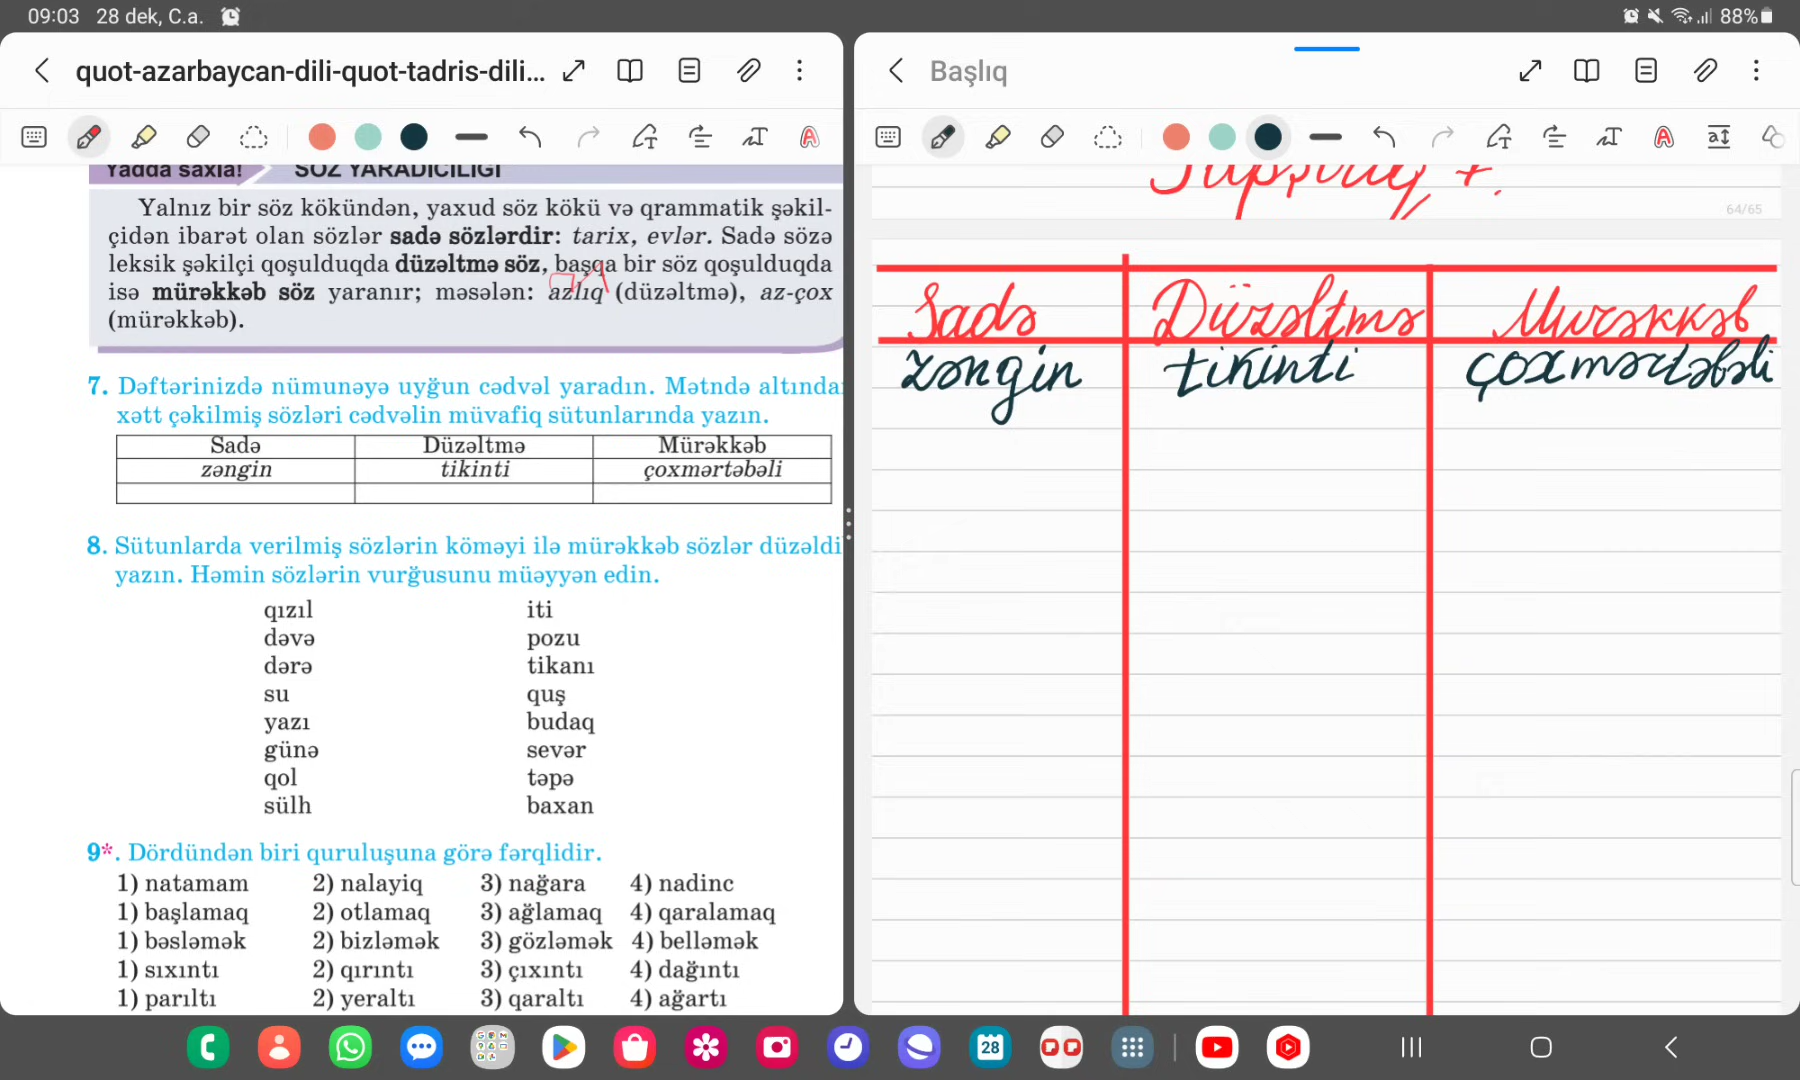 09:03 28 dek, C.a.
88%
quot-azarbaycan-dili-quot-tadris-dili...
Başlıq
Yadda saxla! SÖZ YARADICILIĞI
Yalnız bir söz kökündən, yaxud söz kökü və qrammatik şəkil-
çidən ibarət olan sözlər sadə sözlərdir: tarix, evlər. Sadə sözə
leksik şəkilçi qoşulduqda düzəltmə söz, başqa bir söz qoşulduqda
isə mürəkkəb söz yaranır; məsələn: azlıq (düzəltmə), az-çox
(mürəkkəb).
7. Dəftərinizdə nümunəyə uyğun cədvəl yaradın. Mətndə altında
xətt çəkilmiş sözləri cədvəlin müvafiq sütunlarında yazın.
Sadə Düzəltmə Mürəkkəb
zəngin tikinti çoxmərtəbəli
8. Sütunlarda verilmiş sözlərin köməyi ilə mürəkkəb sözlər düzəldi
yazın. Həmin sözlərin vurğusunu müəyyən edin.
qızıl iti
dəvə pozu
dərə tikanı
su quş
yazı budaq
günə sevər
qol təpə
sülh baxan
9*. Dördündən biri quruluşuna görə fərqlidir.
1) natamam 2) nalayiq 3) nağara 4) nadinc
1) başlamaq 2) otlamaq 3) ağlamaq 4) qaralamaq
1) bəsləmək 2) bizləmək 3) gözləmək 4) belləmək
1) sıxıntı 2) qırıntı 3) çıxıntı 4) dağıntı
1) parıltı 2) yeraltı 3) qaraltı 4) ağartı
64/65
Sadə Düzəltmə Murəkkəb
zəngin tikinti çoxmərtəbəli
28